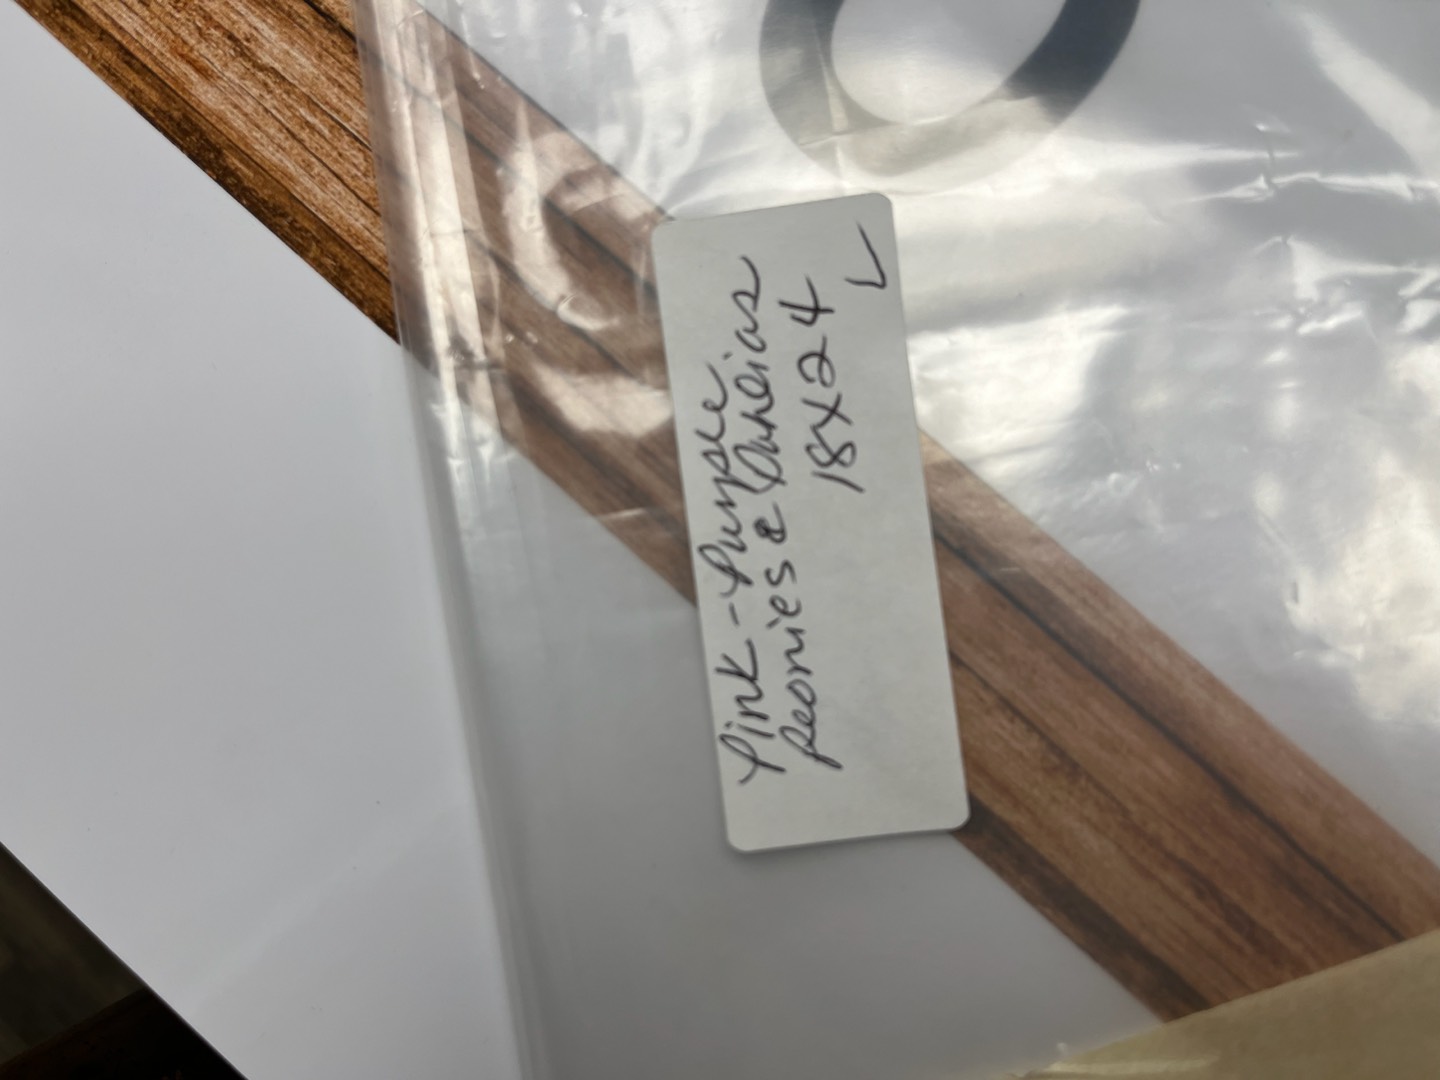 Pink - Purple
Peonies & Dahlias
18X24
L